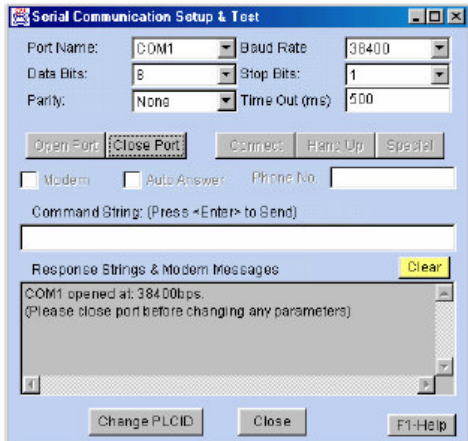 Serial Communication Setup & Test
Port Name: COM1 Baud Rate 38400
Data Bits: 8 Stop Bits: 1
Parity: None Time Out (ms) 500
Open Port Close Port Connect Hang Up Special
Modem Auto Answer Phone No.
Command String: (Press <Enter> to Send)
Response Strings & Modem Messages Clear
COM1 opened at: 38400bps.
(Please close port before changing any parameters)
Change PLCID Close F1-Help